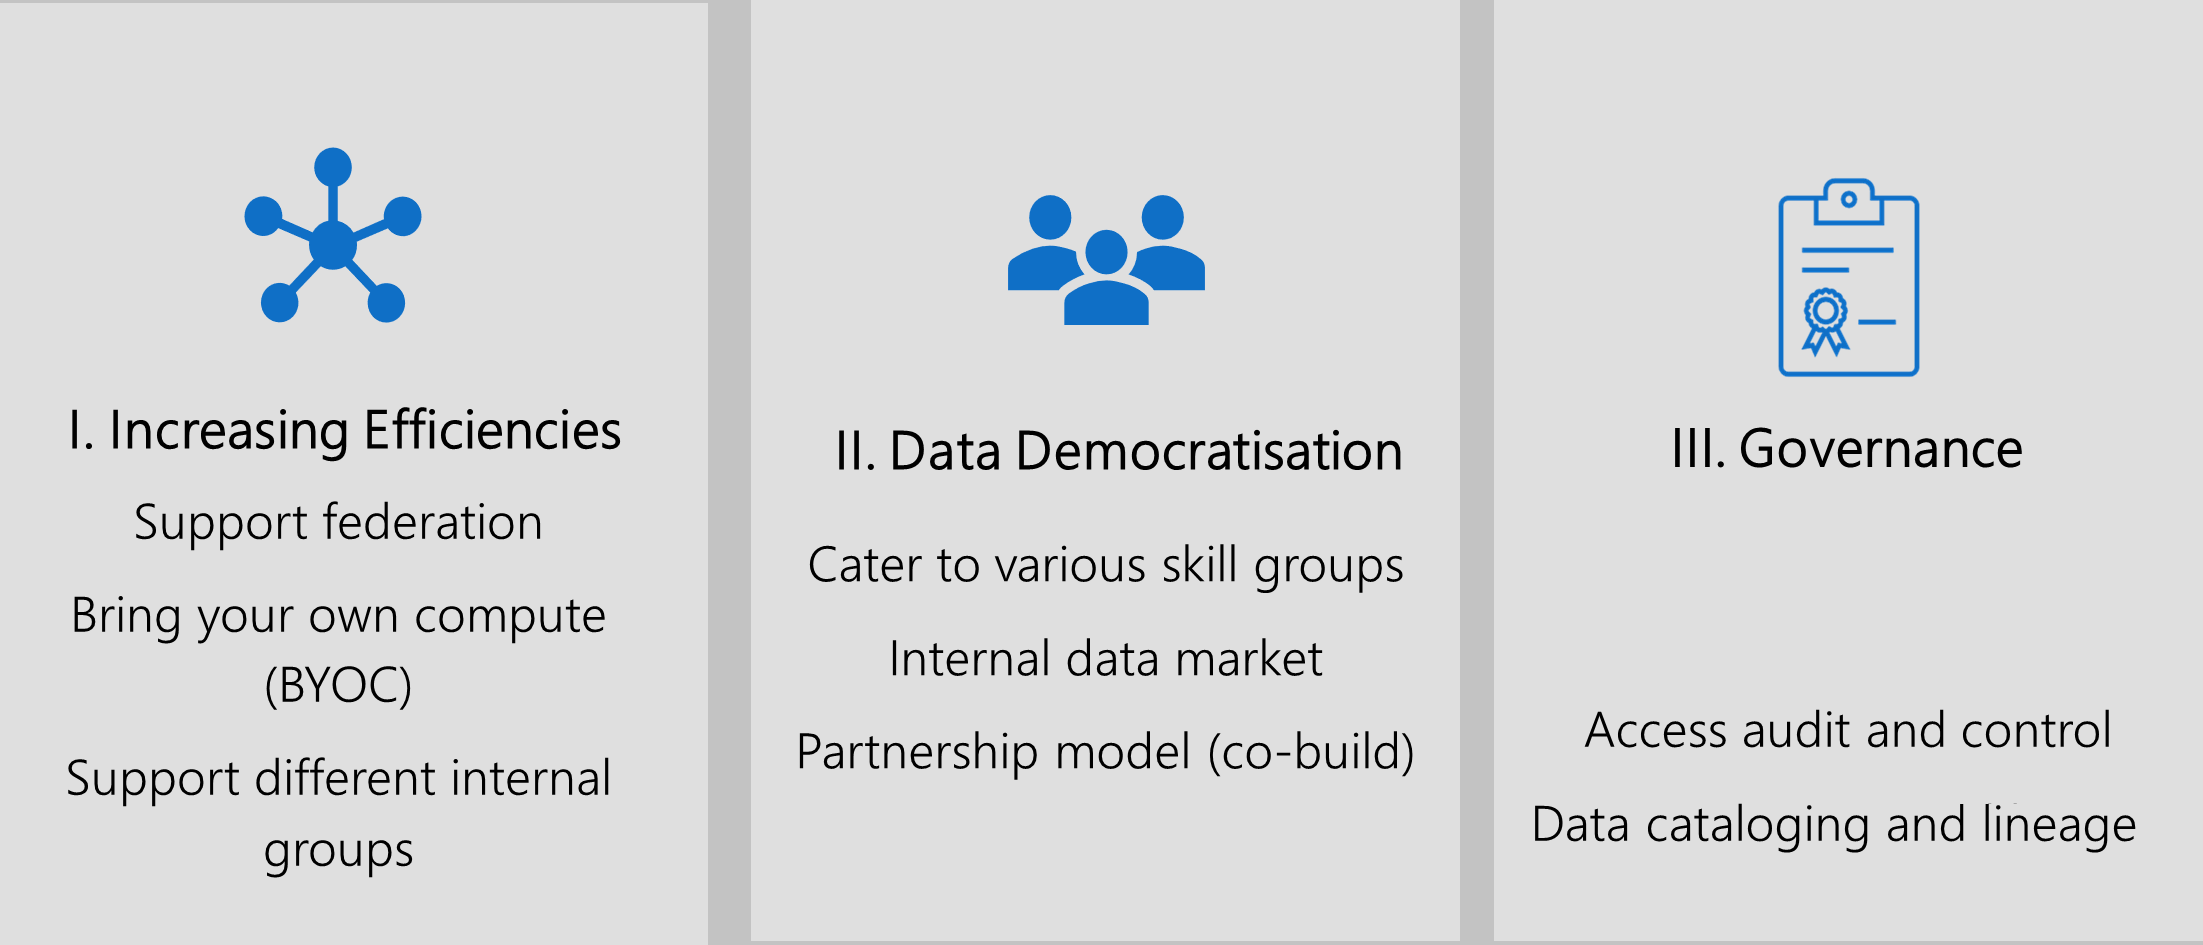 I. Increasing Efficiencies
Support federation
Bring your own compute
(BYOC)
Support different internal
groups
II. Data Democratisation
Cater to various skill groups
Internal data market
Partnership model (co-build)
III. Governance
Access audit and control
Data cataloging and lineage